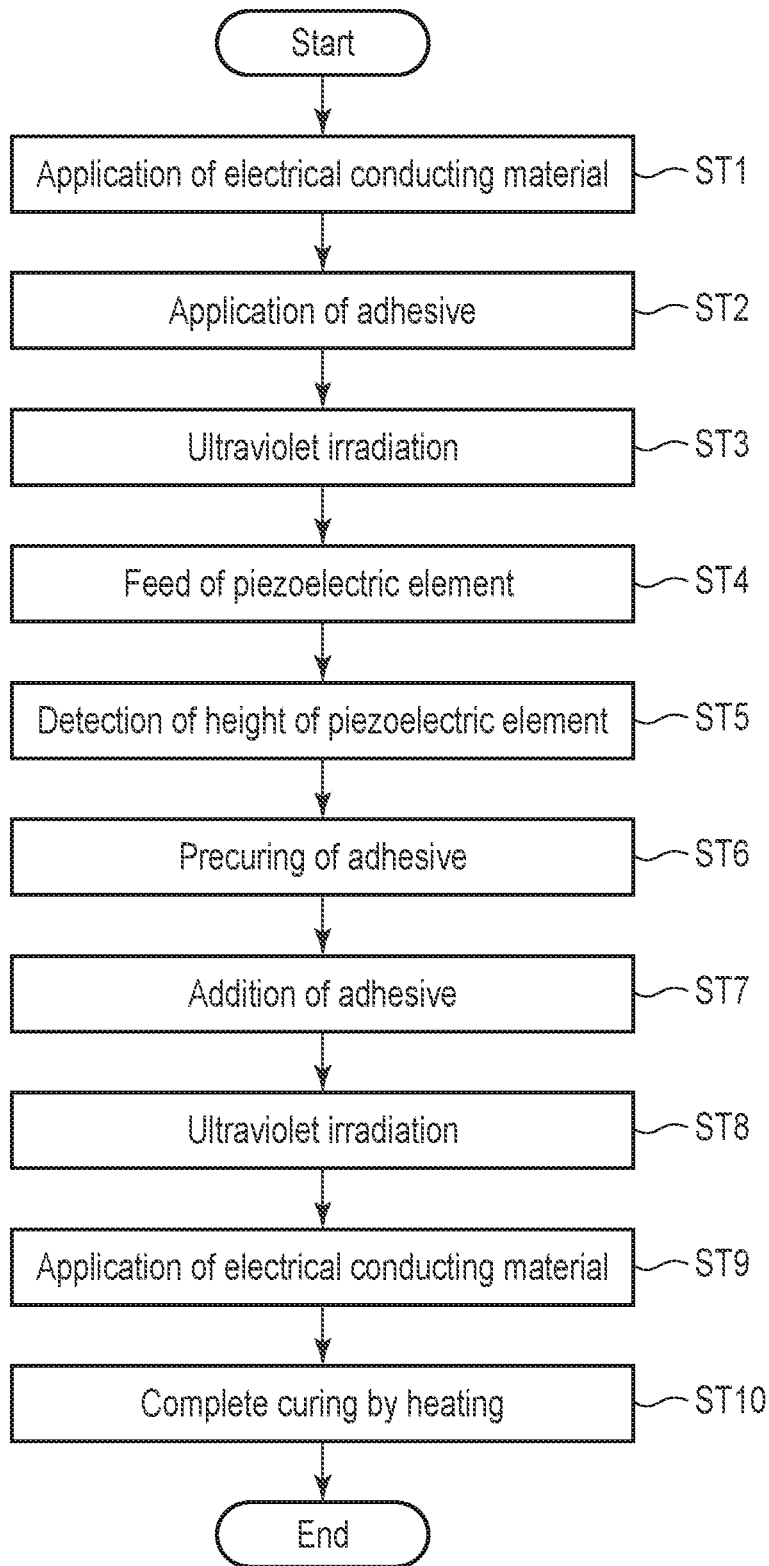 Start
Application of electrical conducting material ST1
Application of adhesive ST2
Ultraviolet irradiation ST3
Feed of piezoelectric element ST4
Detection of height of piezoelectric element ST5
Precuring of adhesive ST6
Addition of adhesive ST7
Ultraviolet irradiation ST8
Application of electrical conducting material ST9
Complete curing by heating ST10
End